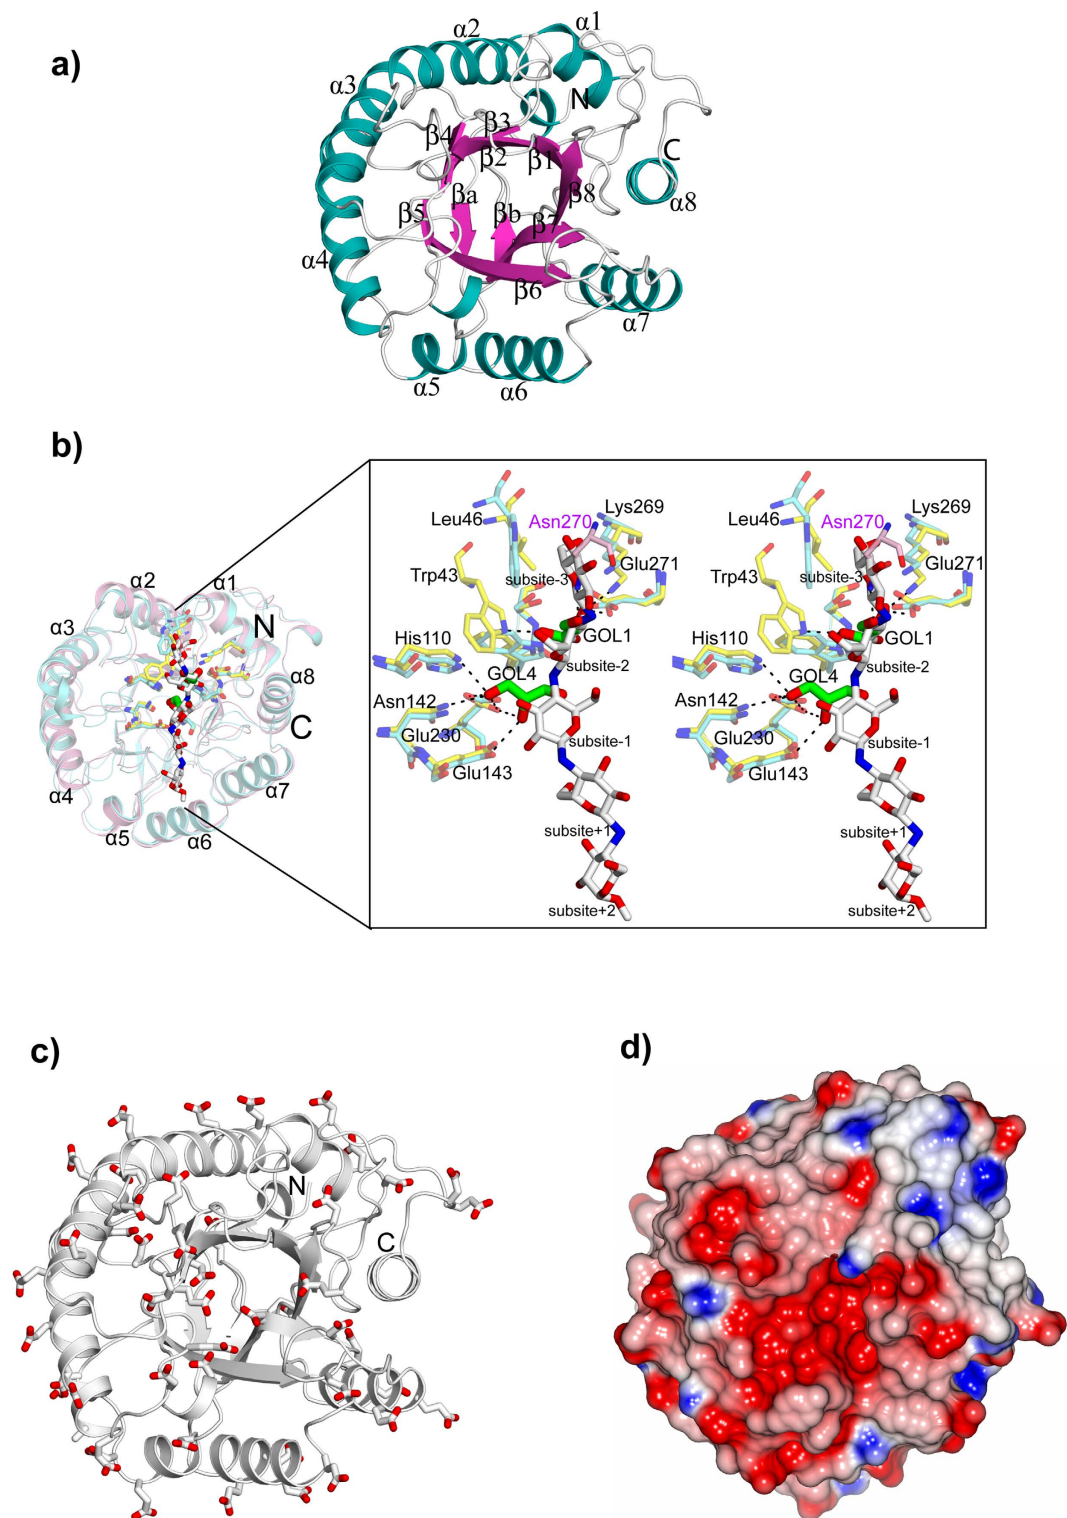 a)
α1
α2
α3
N
β3
β4
β2
β1
C
βa
β8
α8
β5
βb
β7
α4
β6
α7
α5
α6
b)
α2
α1
N
α3
α8
C
α4
α7
α5
α6
Lys269
Leu46
Asn270
Glu271
Trp43
subsite-3
GOL1
His110
subsite-2
GOL4
Asn142
Glu230
subsite-1
Glu143
subsite+1
subsite+2
Lys269
Leu46
Asn270
Glu271
Trp43
subsite-3
GOL1
His110
subsite-2
GOL4
Asn142
Glu230
subsite-1
Glu143
subsite+1
subsite+2
c)
N
C
d)